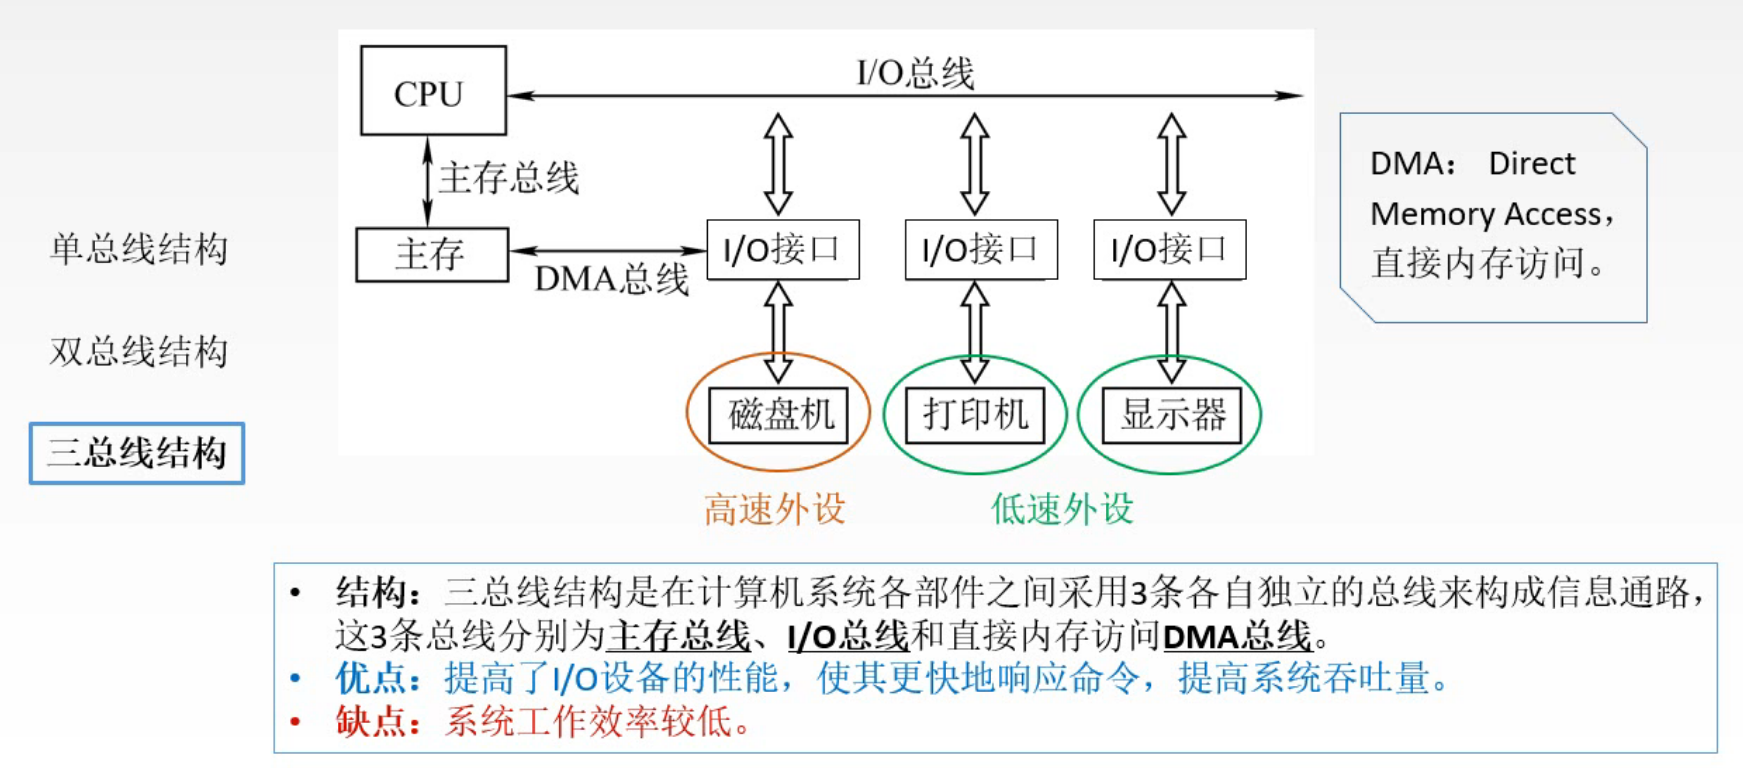 CPU
I/O总线
主存总线
主存
DMA总线
I/O接口
I/O接口
I/O接口
磁盘机
打印机
显示器
高速外设
低速外设
DMA： Direct
Memory Access，
直接内存访问。
单总线结构
双总线结构
三总线结构
• 结构：三总线结构是在计算机系统各部件之间采用3条各自独立的总线来构成信息通路，
这3条总线分别为主存总线、I/O总线和直接内存访问DMA总线。
• 优点：提高了I/O设备的性能，使其更快地响应命令，提高系统吞吐量。
• 缺点：系统工作效率较低。